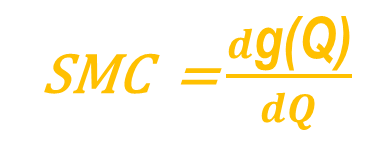 SMC = dg(Q)/dQ